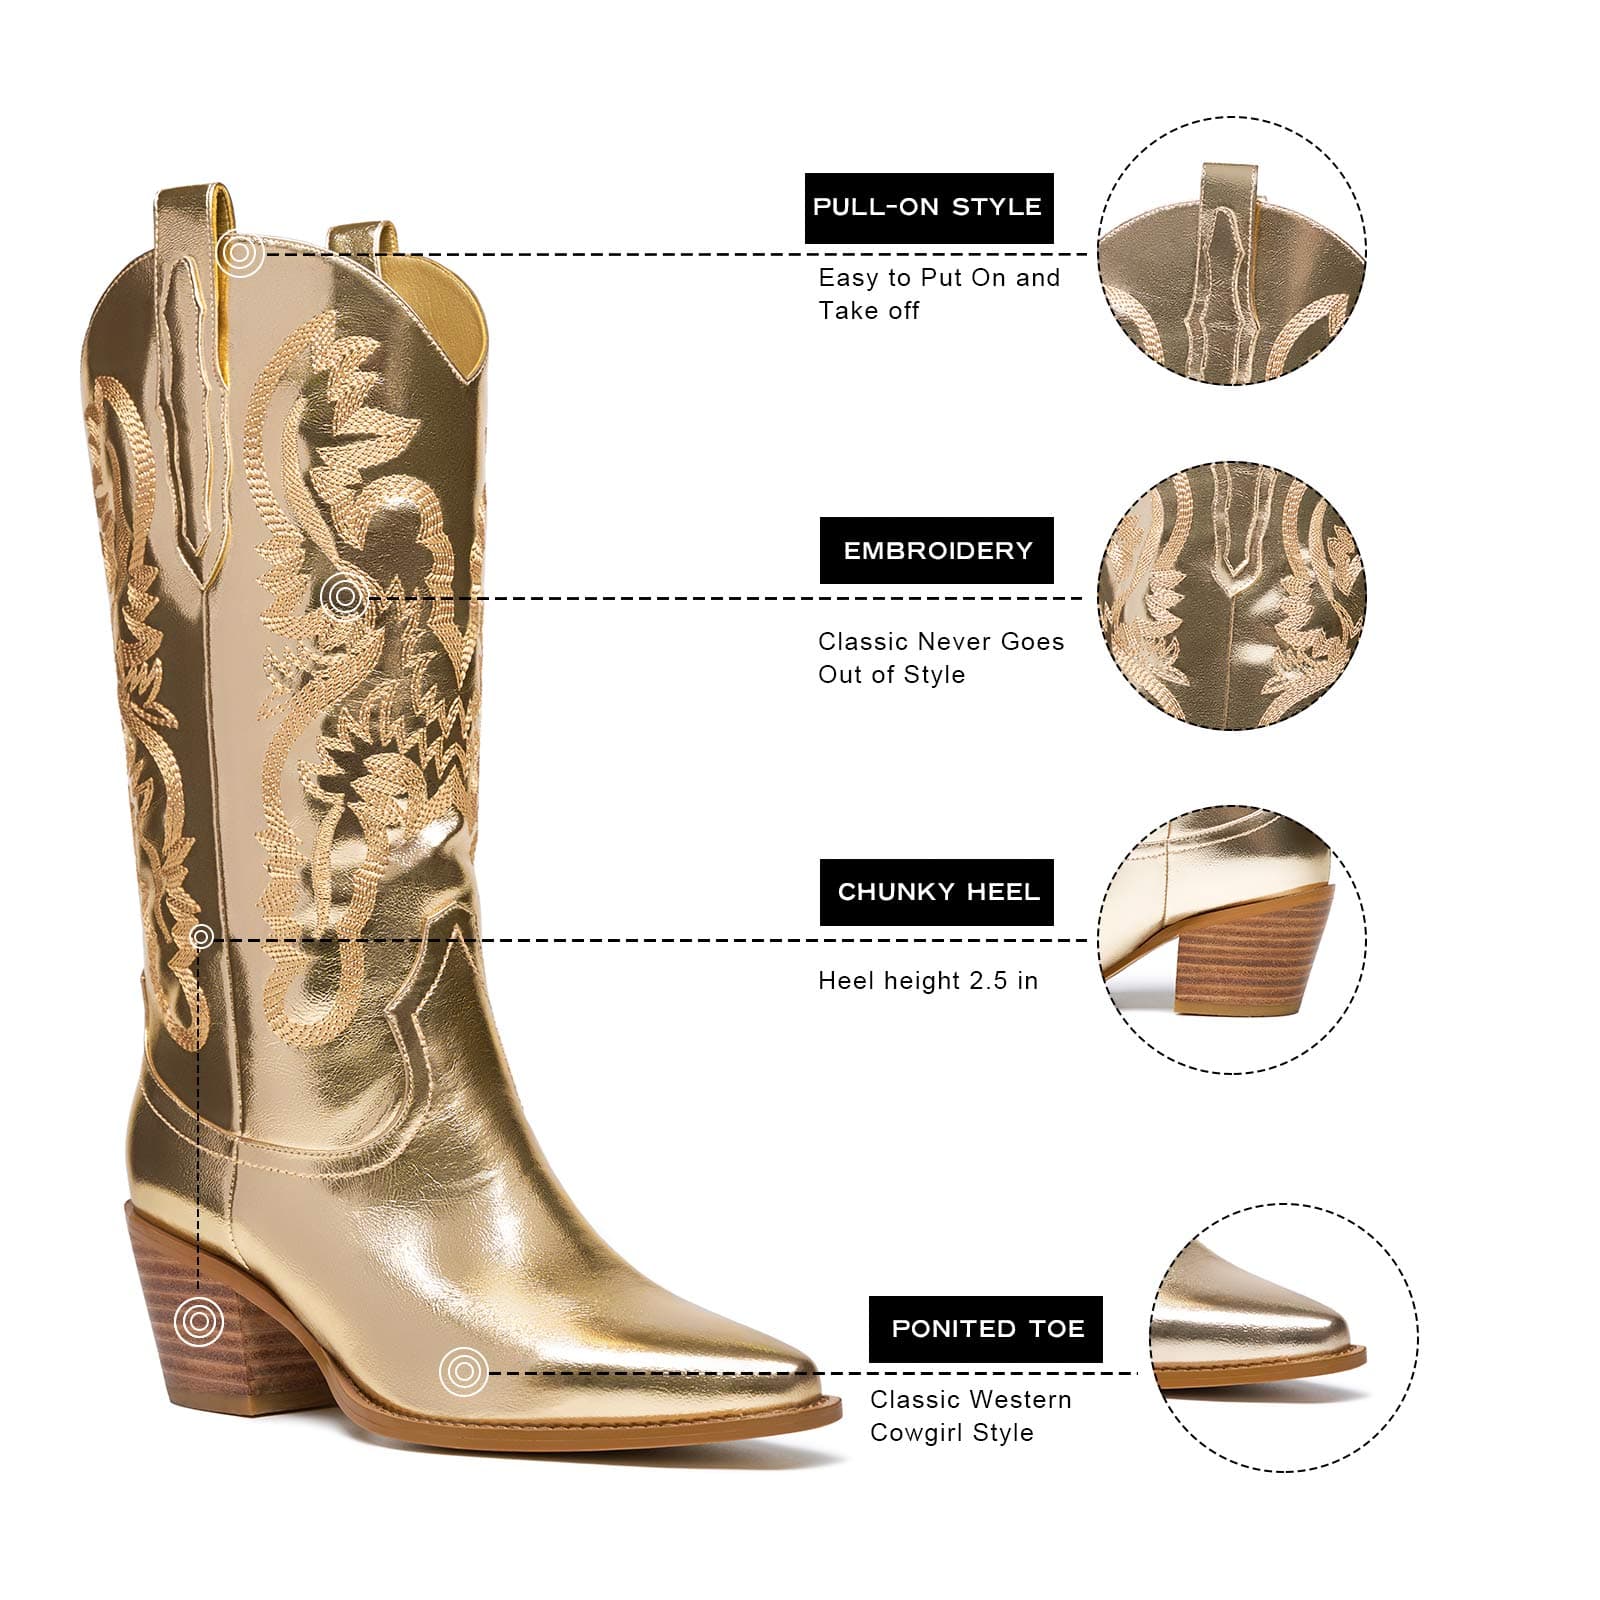 PULL-ON STYLE
Easy to Put On and
Take off
EMBROIDERY
Classic Never Goes
Out of Style
CHUNKY HEEL
Heel height 2.5 in
PONITED TOE
Classic Western
Cowgirl Style